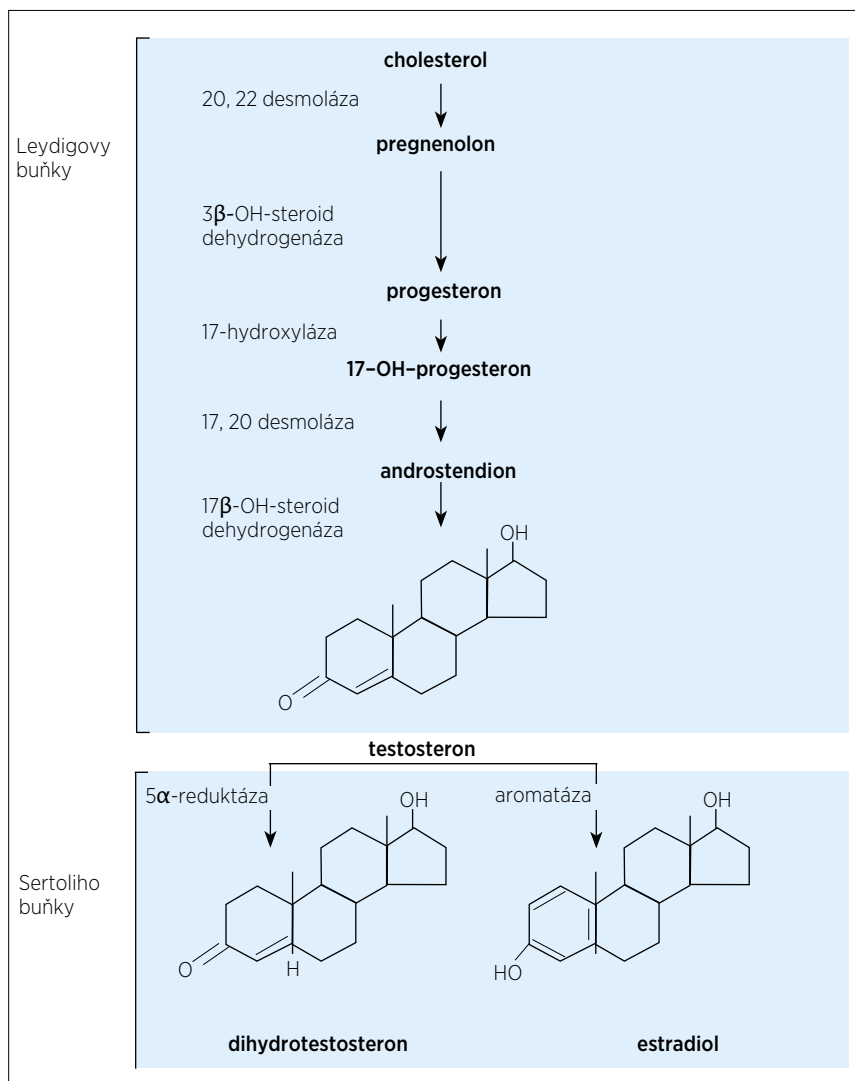 cholesterol
20, 22 desmoláza
pregnenolon
Leydigovy
buňky
3β-OH-steroid
dehydrogenáza
progesteron
17-hydroxyláza
17–OH–progesteron
17, 20 desmoláza
androstendion
17β-OH-steroid
dehydrogenáza
OH
O
testosteron
5α-reduktáza
aromatáza
OH
OH
Sertoliho
buňky
O
H
HO
dihydrotestosteron
estradiol